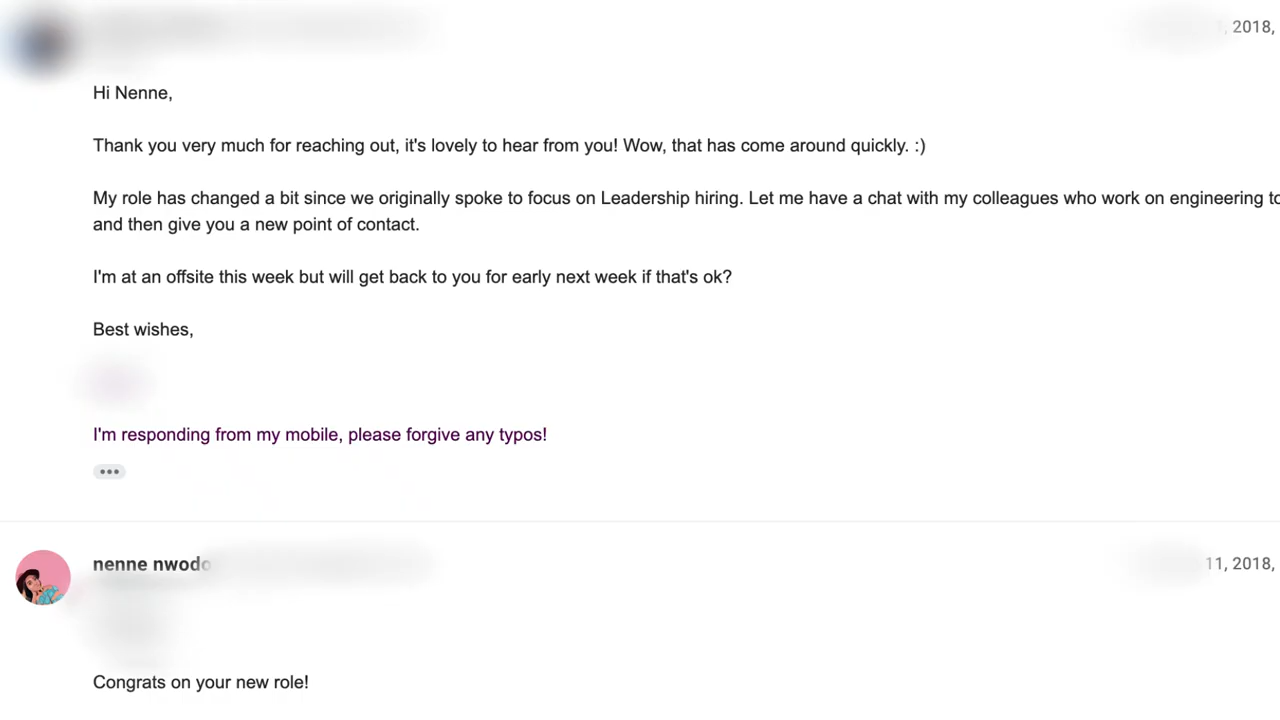 , 2018,
Hi Nenne,
Thank you very much for reaching out, it's lovely to hear from you! Wow, that has come around quickly. :)
My role has changed a bit since we originally spoke to focus on Leadership hiring. Let me have a chat with my colleagues who work on engineering to
and then give you a new point of contact.
I'm at an offsite this week but will get back to you for early next week if that's ok?
Best wishes,
I'm responding from my mobile, please forgive any typos!
nenne nwodo
11, 2018,
Congrats on your new role!